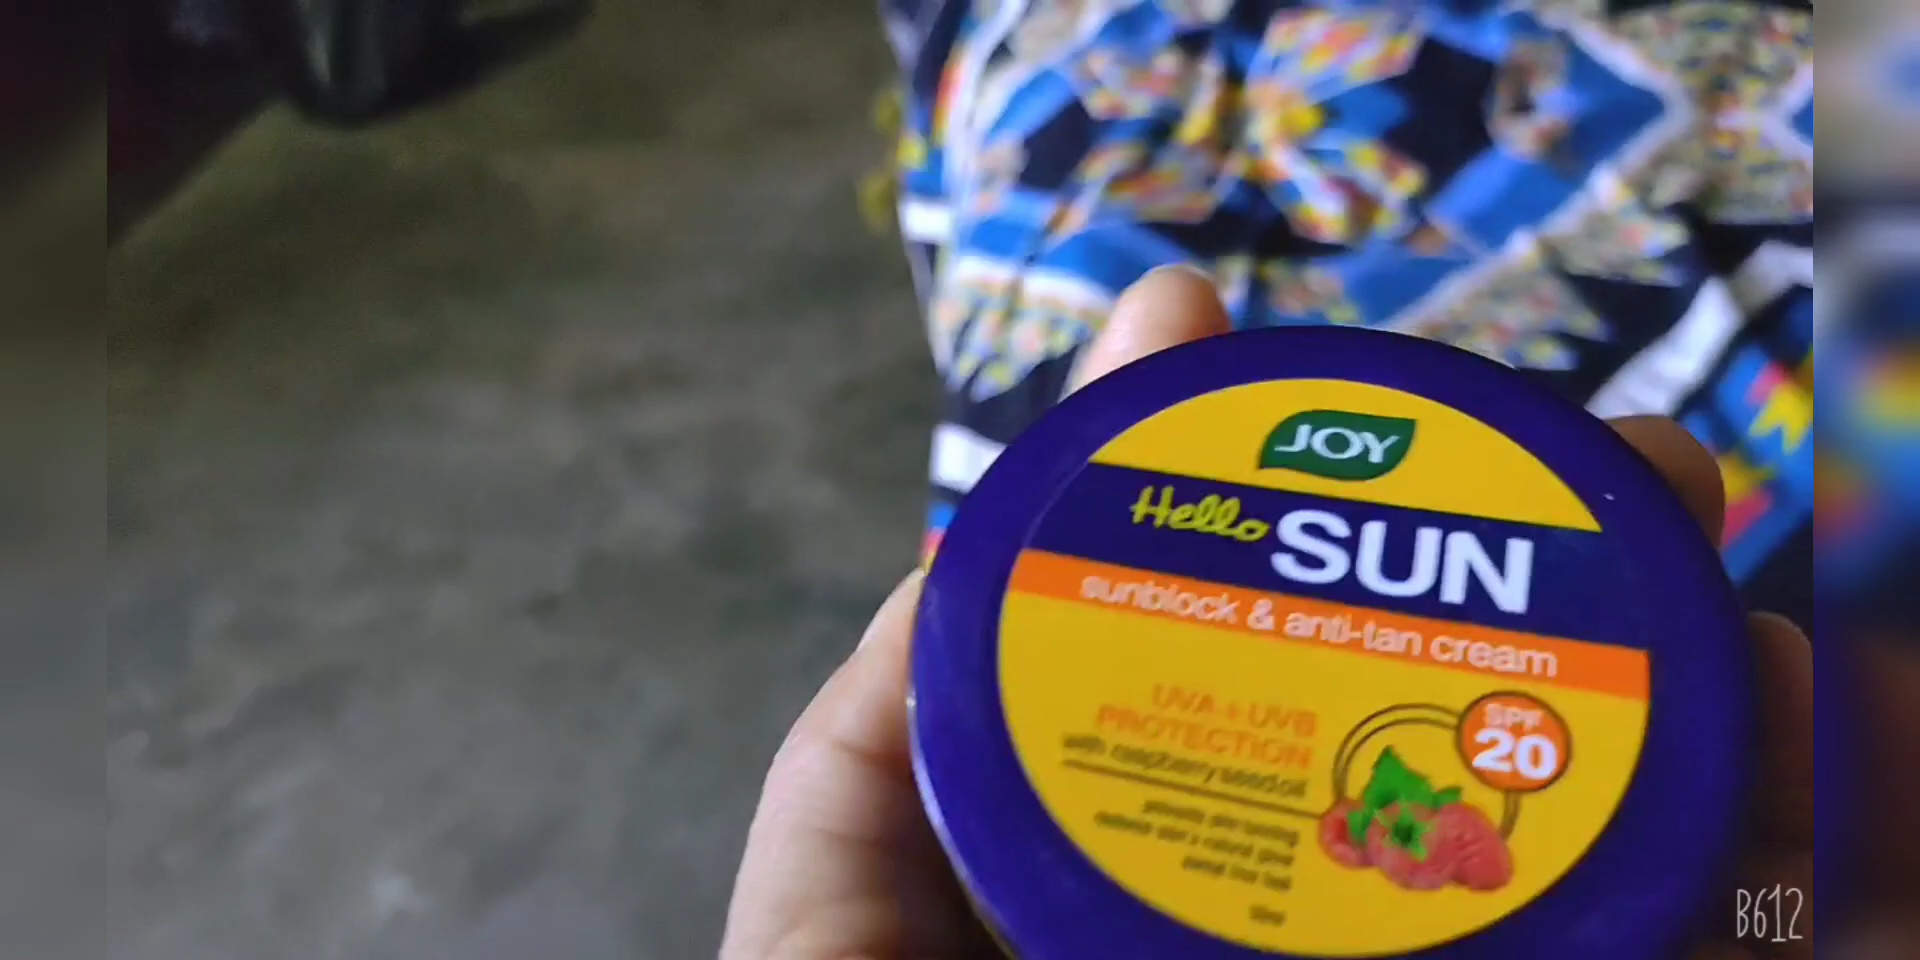 JOY
Hello SUN
sunblock & anti-tan cream
UVA + UVB
PROTECTION
with raspberry seed oil
SPF
20
B612